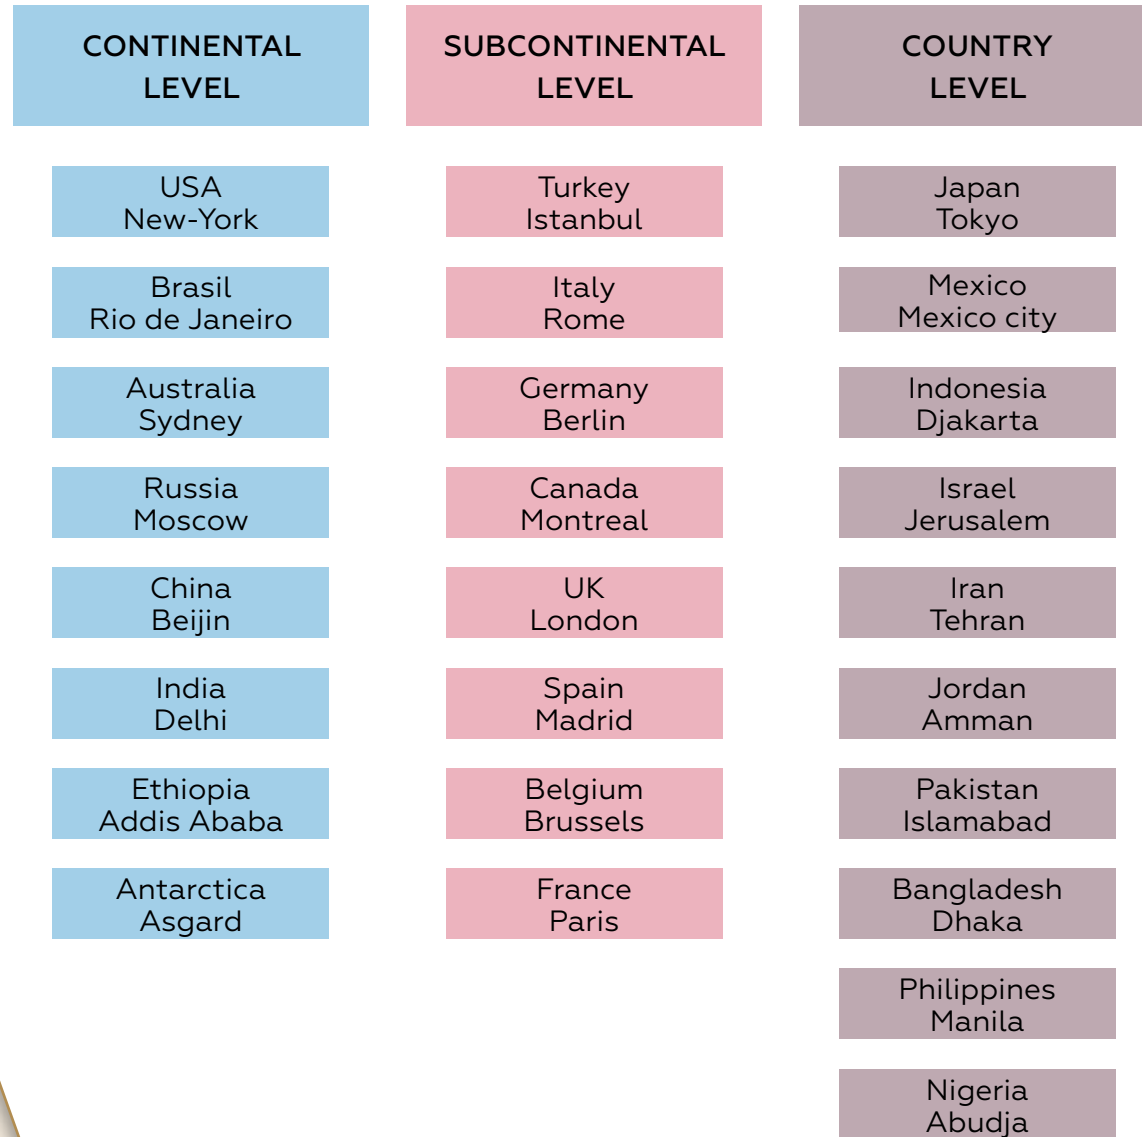 CONTINENTAL
LEVEL
USA
New-York
Brasil
Rio de Janeiro
Australia
Sydney
Russia
Moscow
China
Beijin
India
Delhi
Ethiopia
Addis Ababa
Antarctica
Asgard
SUBCONTINENTAL
LEVEL
Turkey
Istanbul
Italy
Rome
Germany
Berlin
Canada
Montreal
UK
London
Spain
Madrid
Belgium
Brussels
France
Paris
COUNTRY
LEVEL
Japan
Tokyo
Mexico
Mexico city
Indonesia
Djakarta
Israel
Jerusalem
Iran
Tehran
Jordan
Amman
Pakistan
Islamabad
Bangladesh
Dhaka
Philippines
Manila
Nigeria
Abudja